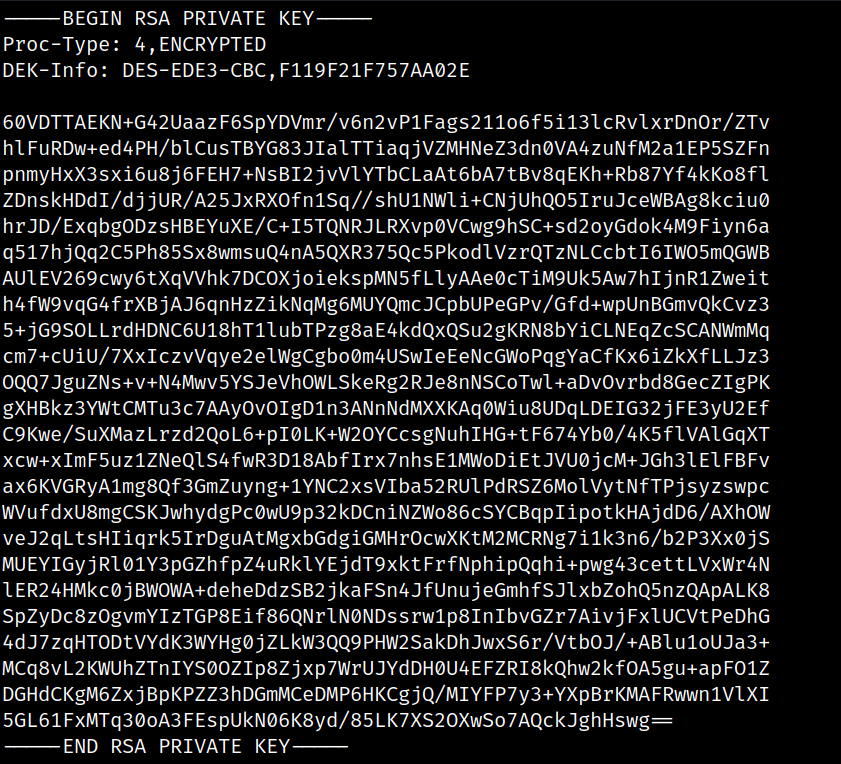 -----BEGIN RSA PRIVATE KEY-----
Proc-Type: 4,ENCRYPTED
DEK-Info: DES-EDE3-CBC,F119F21F757AA02E

60VDTTAEKN+G42UaazF6SpYDVmr/v6n2vP1Fags211o6f5i13lcRvlxrDnOr/ZTv
hlFuRDw+ed4PH/blCusTBYG83JIalTTiaqjVZMHNeZ3dn0VA4zuNfM2a1EP5SZFn
pnmyHxX3sxi6u8j6FEH7+NsBI2jvVlYTbCLaAt6bA7tBv8qEKh+Rb87Yf4kKo8fl
ZDnskHDdI/djjUR/A25JxRXOfn1Sq//shU1NWli+CNjUhQO5IruJceWBAg8kciu0
hrJD/ExqbgODzsHBEYuXE/C+I5TQNRJLRXvp0VCwg9hSC+sd2oyGdok4M9Fiyn6a
q517hjQq2C5Ph85Sx8wmsuQ4nA5QXR375Qc5PkodlVzrQTzNLCcbtI6IWO5mQGWB
AUlEV269cwy6tXqVVhk7DCOXjoiekspMN5fLlyAAe0cTiM9Uk5Aw7hIjnR1Zweit
h4fW9vqG4frXBjAJ6qnHzZikNqMg6MUYQmcJCpbUPeGPv/Gfd+wpUnBGmvQkCvz3
5+jG9SOLLrdHDNC6U18hT1lubTPzg8aE4kdQxQSu2gKRN8bYiCLNEqZcSCANWmMq
cm7+cUiU/7XxIczvVqye2elWgCgbo0m4USwIeEeNcGWoPqgYaCfKx6iZkXfLLJz3
OQQ7JguZNs+v+N4Mwv5YSJeVhOWLSkeRg2RJe8nNSCoTwl+aDvOvrbd8GecZIgPK
gXHBkz3YWtCMTu3c7AAyOvOIgD1n3ANnNdMXXKAq0Wiu8UDqLDEIG32jFE3yU2Ef
C9Kwe/SuXMazLrzd2QoL6+pI0LK+W2OYCcsgNuhIHG+tF674Yb0/4K5flVAlGqXT
xcw+xImF5uz1ZNeQlS4fwR3D18AbfIrx7nhsE1MWoDiEtJVU0jcM+JGh3lElFBFv
ax6KVGRyA1mg8Qf3GmZuyng+1YNC2xsVIba52RUlPdRSZ6MolVytNfTPjsyzswpc
WVufdxU8mgCSKJwhydgPc0wU9p32kDCniNZWo86cSYCBqpIipotkHAjdD6/AXhOW
veJ2qLtsHIiqrk5IrDguAtMgxbGdgiGMHrOcwXKtM2MCRNg7i1k3n6/b2P3Xx0jS
MUEYIGyjRl01Y3pGZhfpZ4uRklYEjdT9xktFrfNphipQqhi+pwg43cettLVxWr4N
lER24HMkc0jBWOWA+deheDdzSB2jkaFSn4JfUnujeGmhfSJlxbZohQ5nzQApALK8
SpZyDc8zOgvmYIzTGP8Eif86QNrlN0NDssrw1p8InIbvGZr7AivjFxlUCVtPeDhG
4dJ7zqHTODtVYdK3WYHg0jZLkW3QQ9PHW2SakDhJwxS6r/VtbOJ/+ABlu1oUJa3+
MCq8vL2KWUhZTnIYS0OZIp8Zjxp7WrUJYdDH0U4EFZRI8kQhw2kfOA5gu+apFO1Z
DGHdCKgM6ZxjBpKPZZ3hDGmMCeDMP6HKCgjQ/MIYFP7y3+YXpBrKMAFRwwn1VlXI
5GL61FxMTq30oA3FEspUkN06K8yd/85LK7XS2OXwSo7AQckJghHswg==
-----END RSA PRIVATE KEY-----